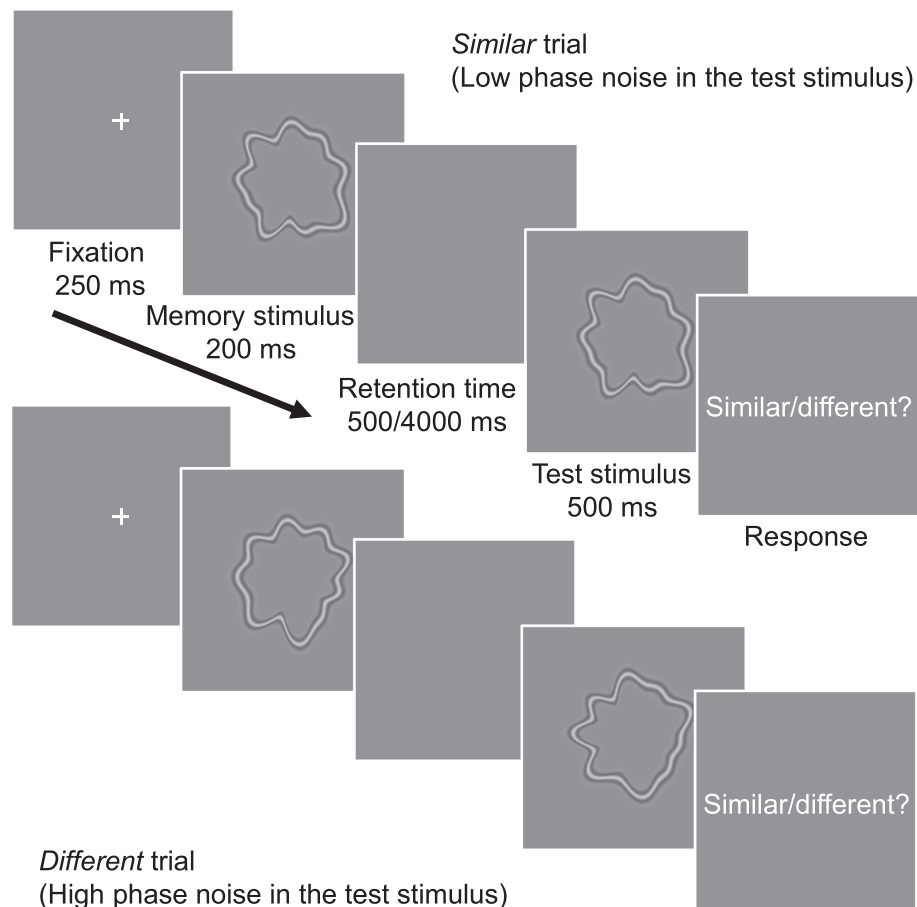 Similar trial
(Low phase noise in the test stimulus)
Fixation
250 ms
Memory stimulus
200 ms
Retention time
500/4000 ms
Test stimulus
500 ms
Similar/different?
Response
Similar/different?
Different trial
(High phase noise in the test stimulus)